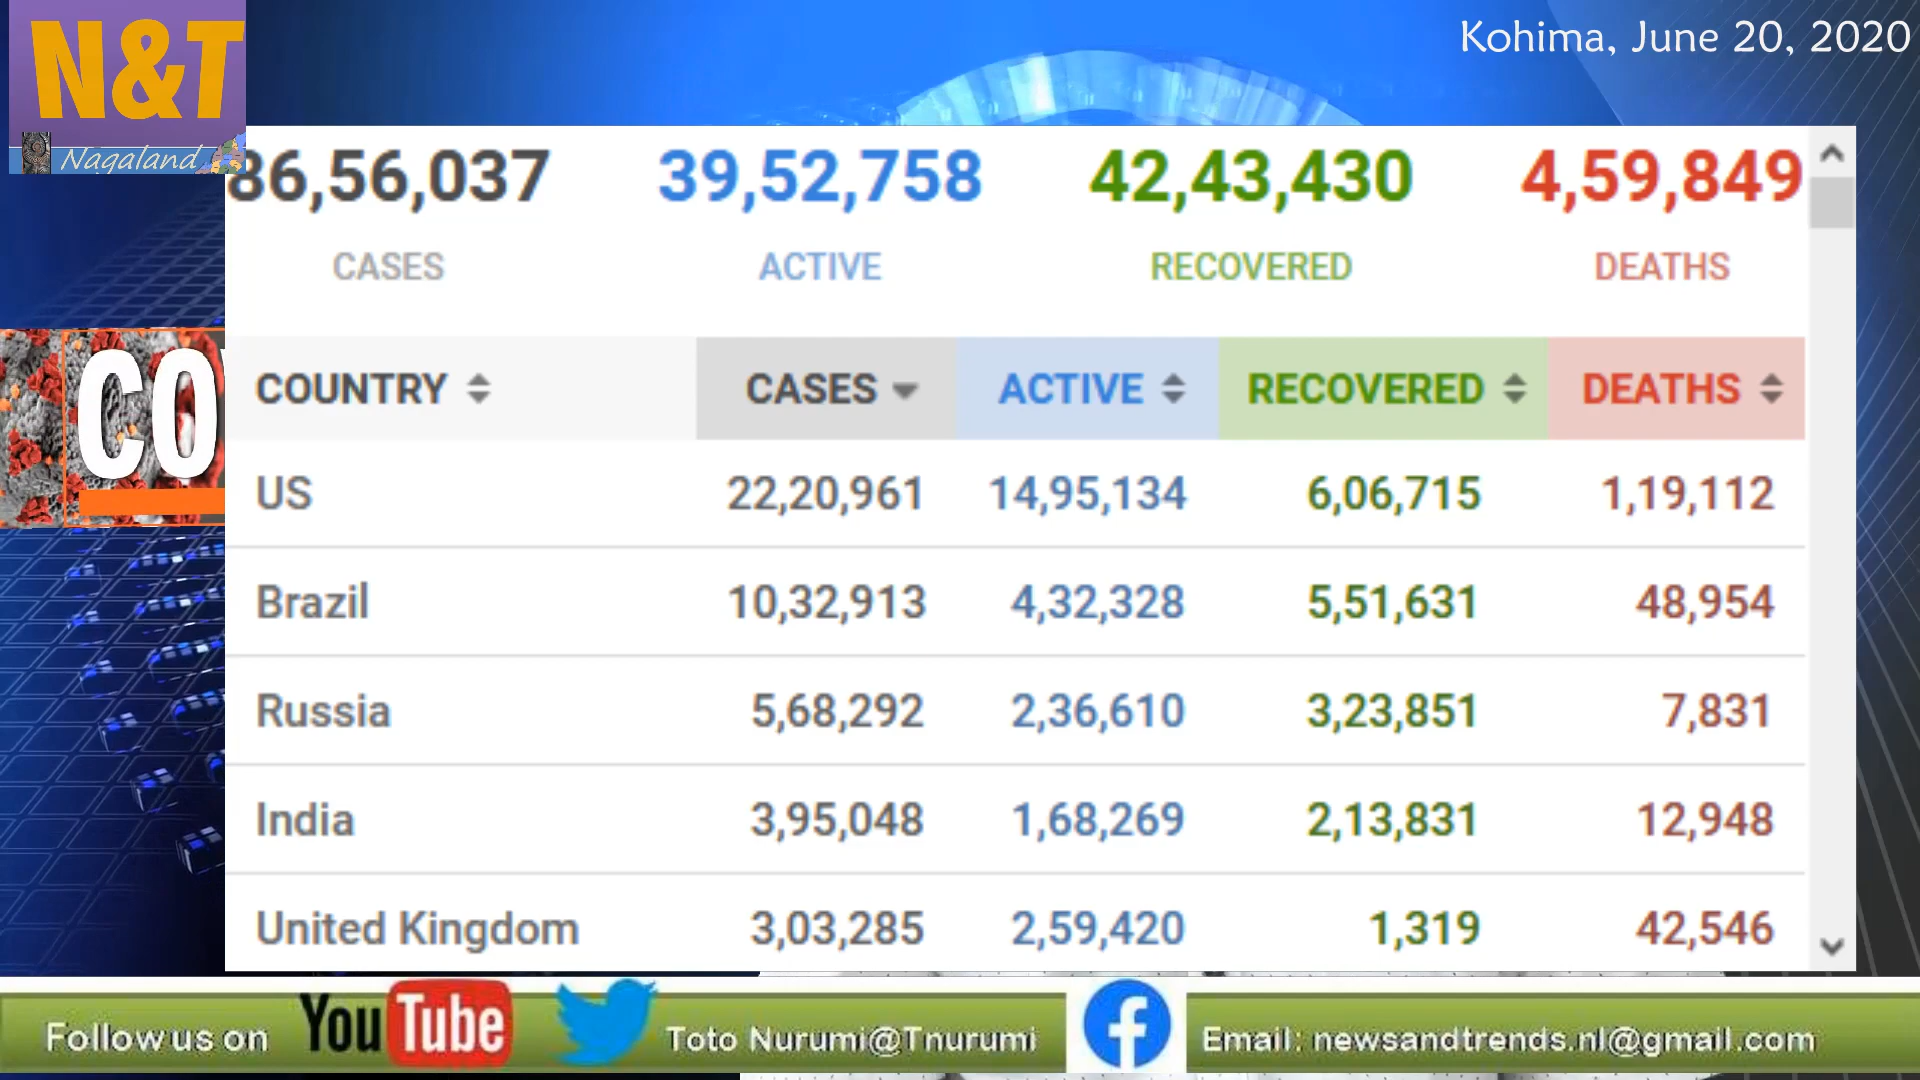 N&T
Nagaland
Kohima, June 20, 2020
86,56,037 39,52,758 42,43,430 4,59,849
CASES ACTIVE RECOVERED DEATHS
COUNTRY CASES ACTIVE RECOVERED DEATHS
US 22,20,961 14,95,134 6,06,715 1,19,112
Brazil 10,32,913 4,32,328 5,51,631 48,954
Russia 5,68,292 2,36,610 3,23,851 7,831
India 3,95,048 1,68,269 2,13,831 12,948
United Kingdom 3,03,285 2,59,420 1,319 42,546
CO
Follow us on YouTube Toto Nurumi@Tnurumi Email: newsandtrends.nl@gmail.com